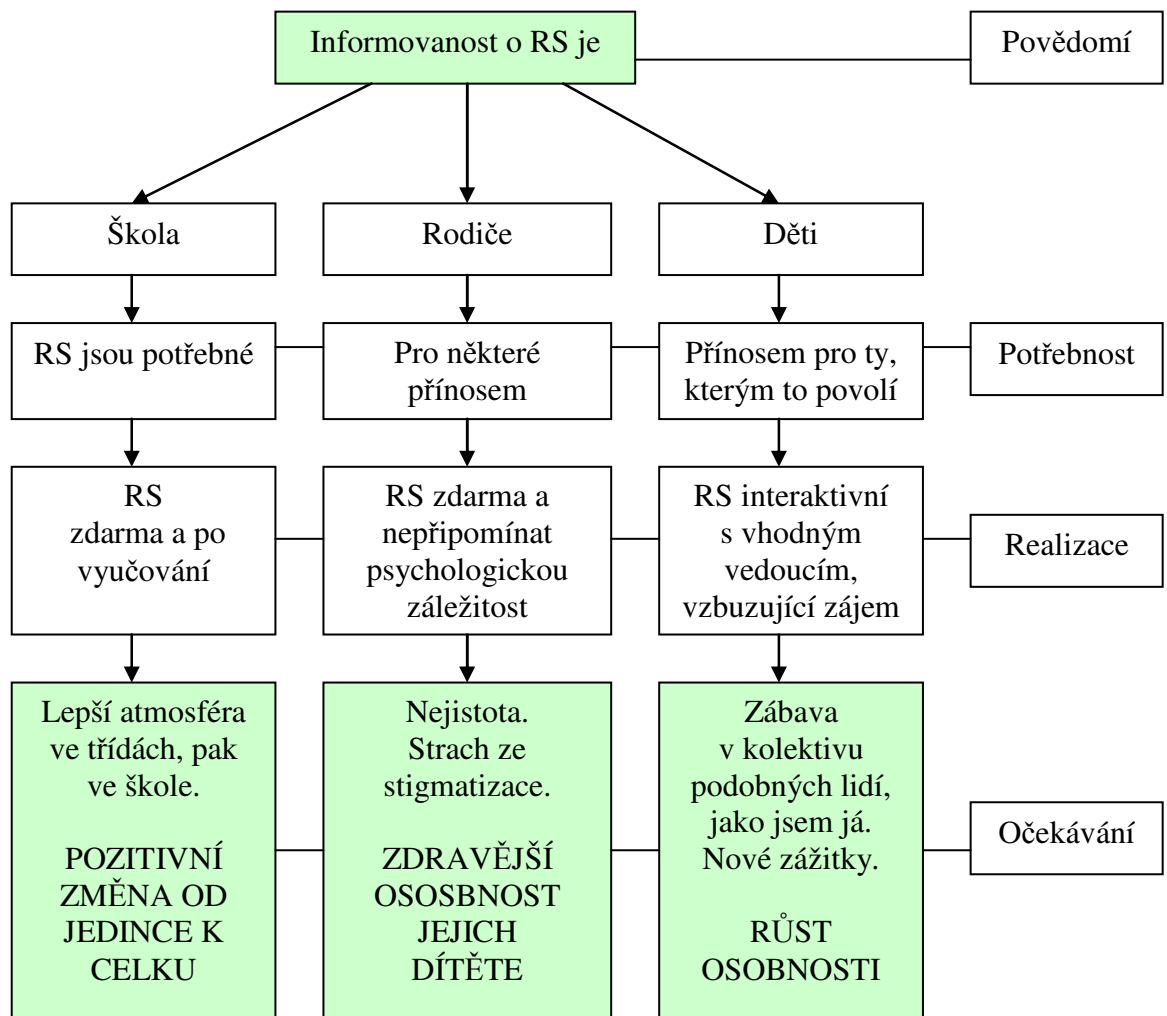 Informovanost o RS je
Povědomí
Škola
Rodiče
Děti
RS jsou potřebné
Pro některé
přínosem
Přínosem pro ty,
kterým to povolí
Potřebnost
RS
zdarma a po
vyučování
RS zdarma a
nepřipomínat
psychologickou
záležitost
RS interaktivní
s vhodným
vedoucím,
vzbuzující zájem
Realizace
Lepší atmosféra
ve třídách, pak
ve škole.
POZITIVNÍ
ZMĚNA OD
JEDINCE K
CELKU
Nejistota.
Strach ze
stigmatizace.
ZDRAVĚJŠÍ
OSOSBNOST
JEJICH
DÍTĚTE
Zábava
v kolektivu
podobných lidí,
jako jsem já.
Nové zážitky.
RŮST
OSOBNOSTI
Očekávání